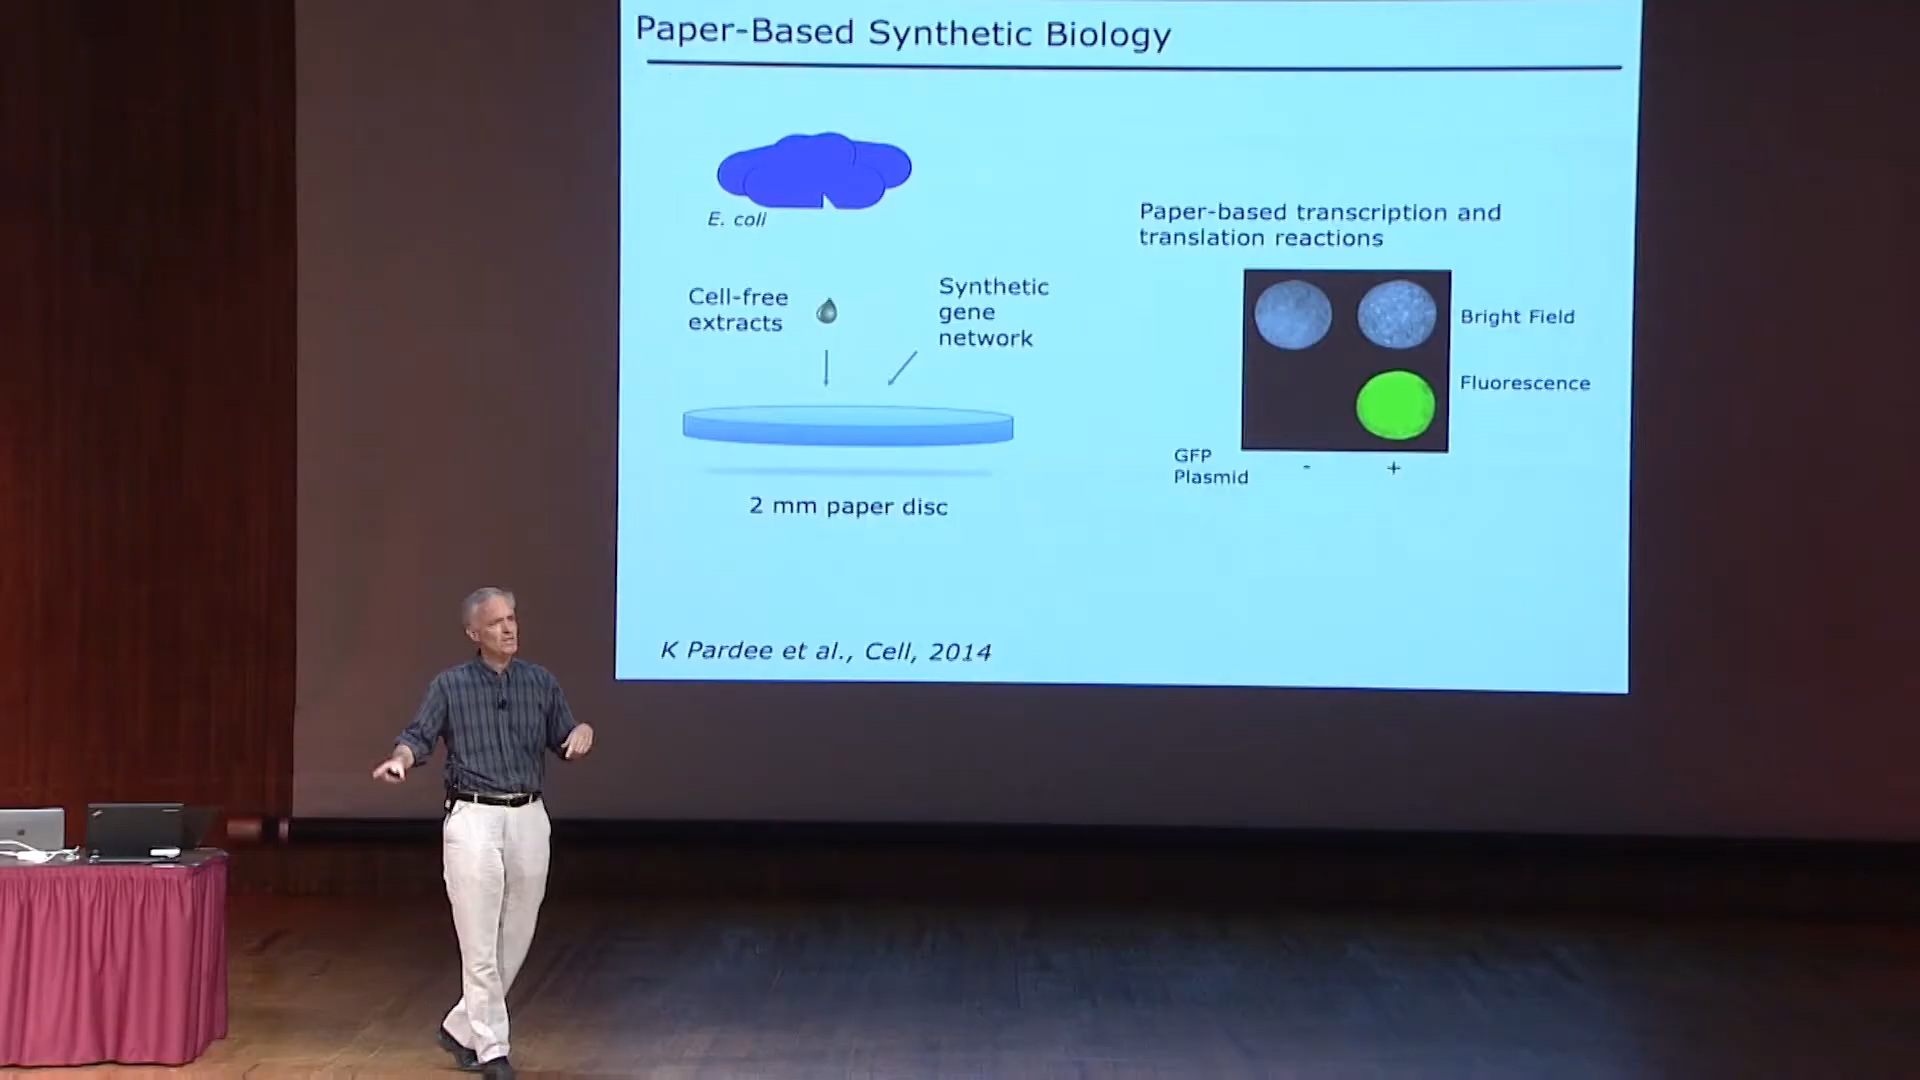 Paper-Based Synthetic Biology
E. coli
Cell-free
extracts
Synthetic
gene
network
2 mm paper disc
Paper-based transcription and
translation reactions
Bright Field
Fluorescence
GFP
Plasmid
- +
K Pardee et al., Cell, 2014